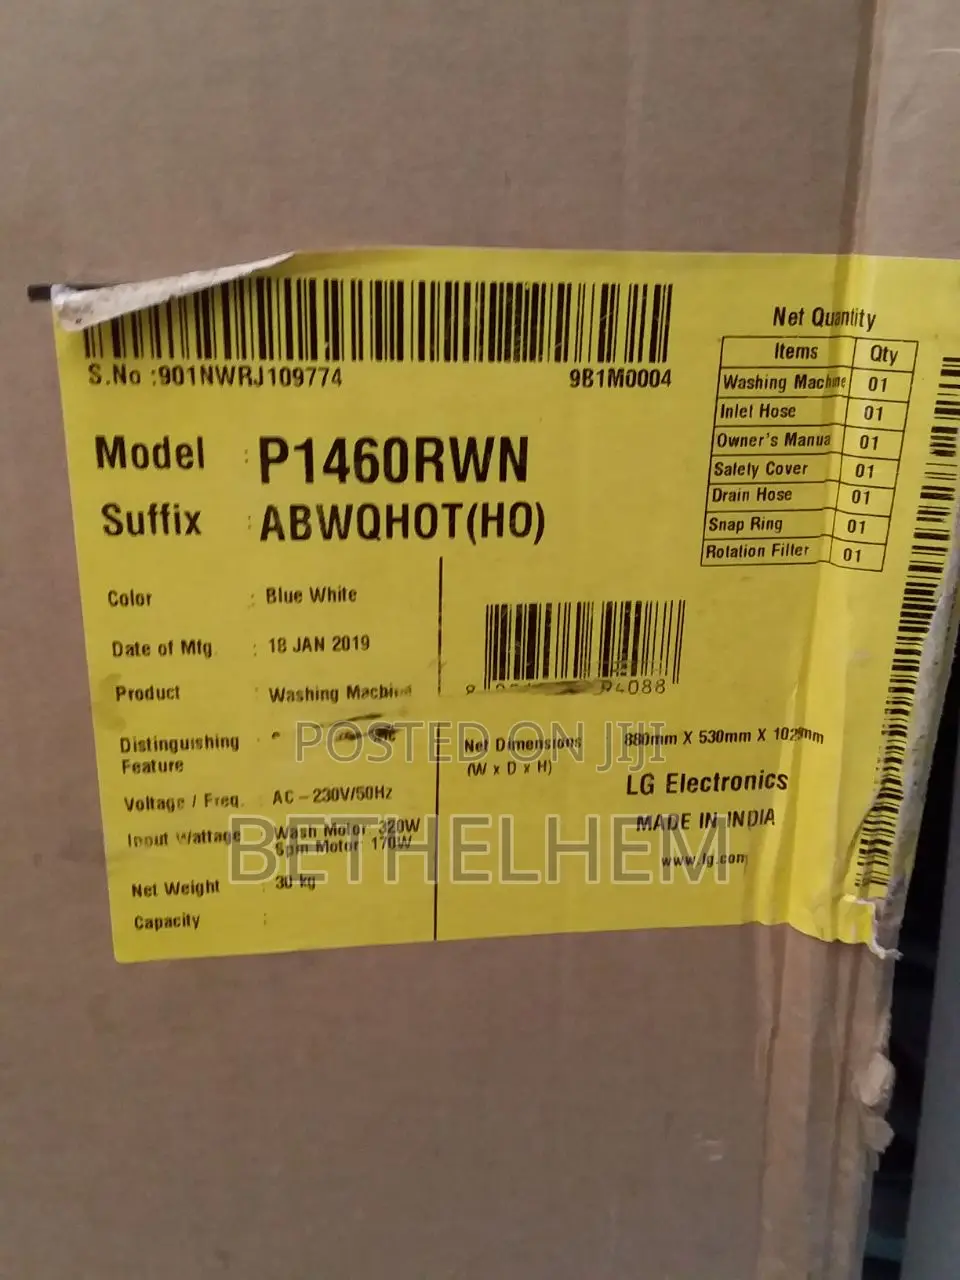 S.No :901NWRJ109774 9B1M0004
Model : P1460RWN
Suffix : ABWQHOT(HO)
Color : Blue White
Date of Mfg. : 18 JAN 2019
Product : Washing Machine
Distinguishing
Feature
Voltage / Freq. : AC~230V/50Hz
Input Wattage : Wash Motor 320W
Spin Motor 170W
Net Weight : 30 kg
Capacity :
Net Quantity
Items Qty
Washing Machine 01
Inlet Hose 01
Owner's Manua 01
Safety Cover 01
Drain Hose 01
Snap Ring 01
Rotation Filter 01
94088
Net Dimensions 880mm X 530mm X 1029mm
(W x D x H)
LG Electronics
MADE IN INDIA
www.lg.com
POSTED ON JIJI
BETHELHEM